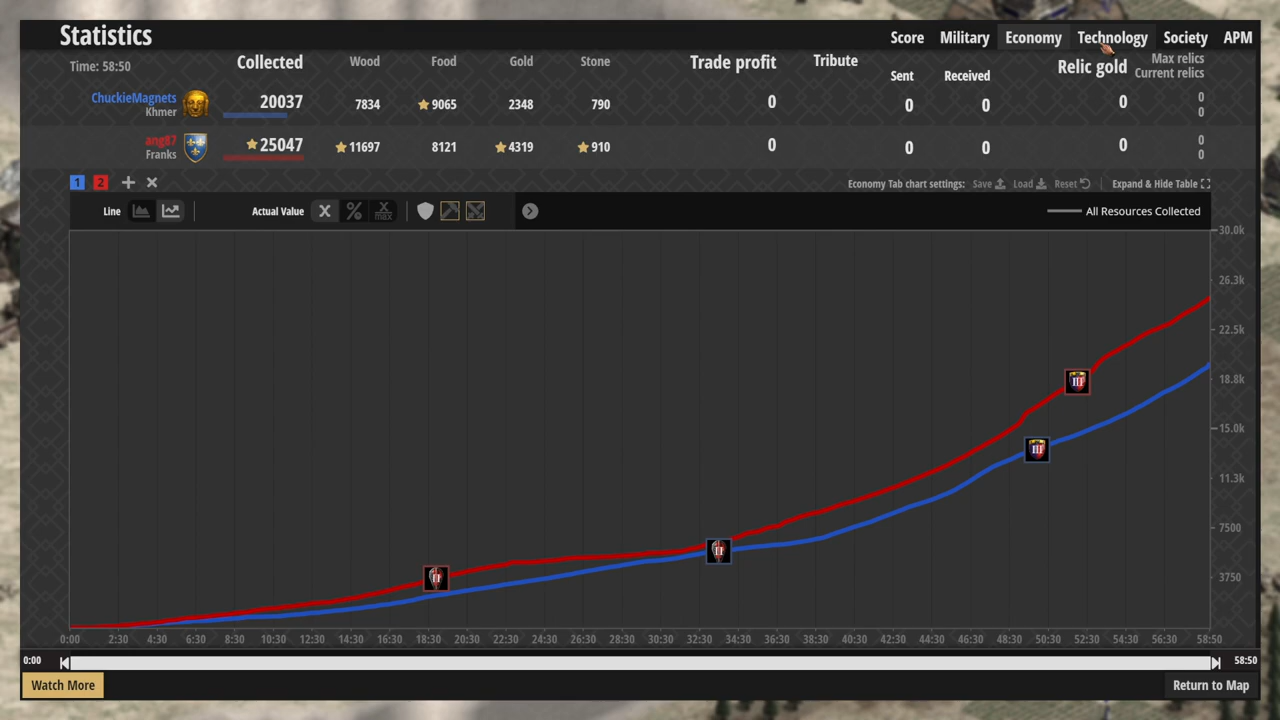 Statistics
Score Military Economy Technology Society APM
Time: 58:50
Collected Wood Food Gold Stone Trade profit Tribute Sent Received Relic gold Max relics
Current relics
ChuckieMagnets
Khmer
20037 7834 9065 2348 790 0 0 0 0 0
0
ang87
Franks
25047 11697 8121 4319 910 0 0 0 0 0
0
1 2 Economy Tab chart settings: Save Load Reset Expand & Hide Table
Line Actual Value X % X max All Resources Collected
30.0k
26.3k
22.5k
18.8k
15.0k
11.3k
7500
3750
III
III
II
II
0:00 2:30 4:30 6:30 8:30 10:30 12:30 14:30 16:30 18:30 20:30 22:30 24:30 26:30 28:30 30:30 32:30 34:30 36:30 38:30 40:30 42:30 44:30 46:30 48:30 50:30 52:30 54:30 56:30 58:50
0:00 58:50
Watch More Return to Map